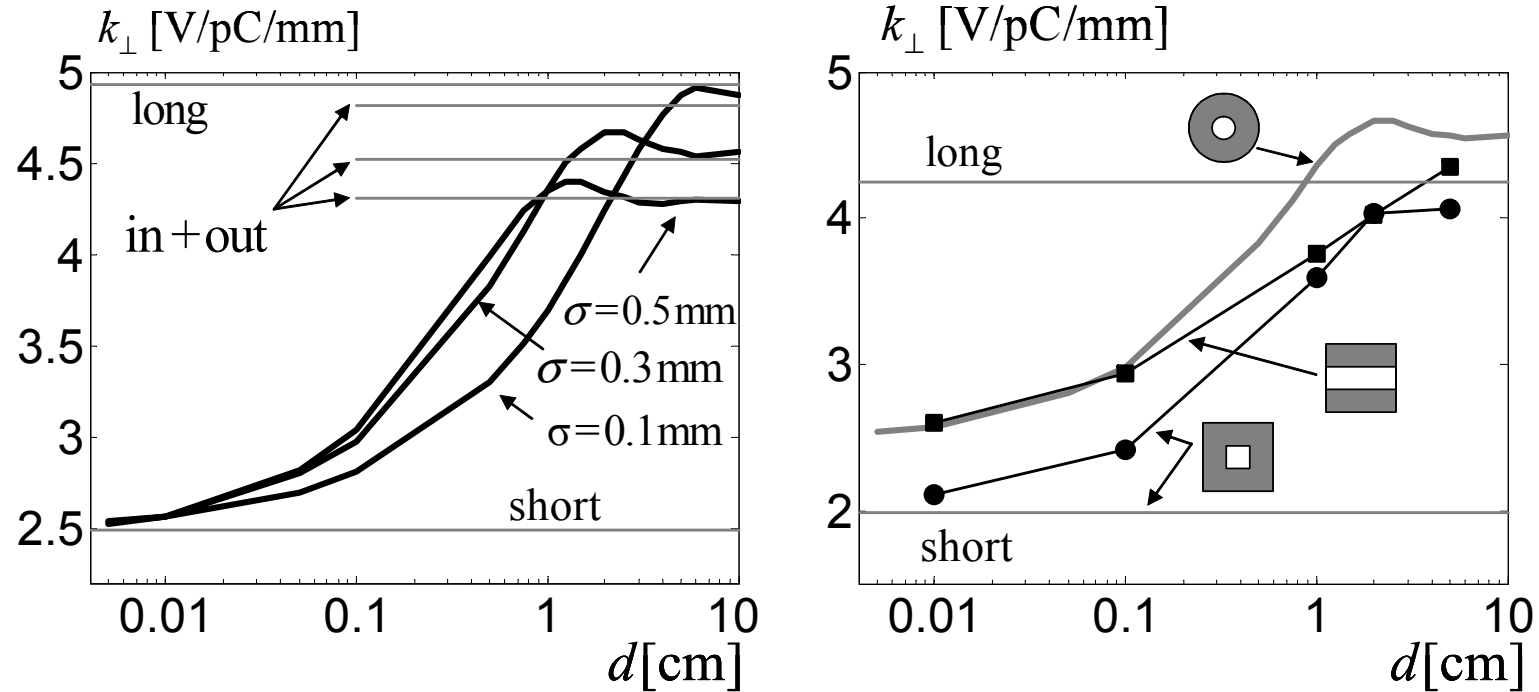 k⊥ [V/pC/mm]
5
4.5
4
3.5
3
2.5
long
in+out
σ=0.5mm
σ=0.3mm
σ=0.1mm
short
0.01
0.1
1
10
d[cm]
k⊥ [V/pC/mm]
5
4
3
2
long
short
0.01
0.1
1
10
d[cm]